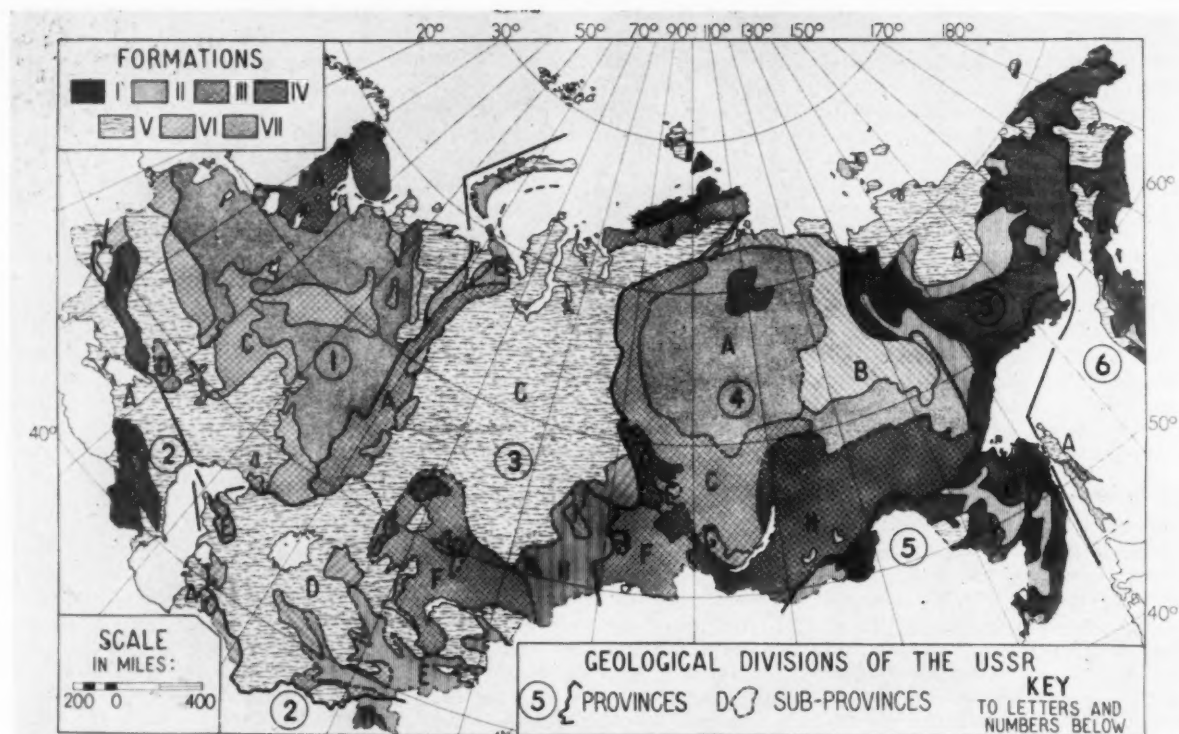 20° 30° 50° 70° 90° 110° 130° 150° 170° 180°
FORMATIONS
I II III IV
V VI VII
60°
A
B
A
5
C
1
A
C
A
B
4
6
D
A
2
3
50°
A
40°
C
H
D
F
5
F
H
G
B
40°
E
2
SCALE
IN MILES:
200 0 400
GEOLOGICAL DIVISIONS OF THE USSR
5 PROVINCES D SUB-PROVINCES
KEY
TO LETTERS AND
NUMBERS BELOW